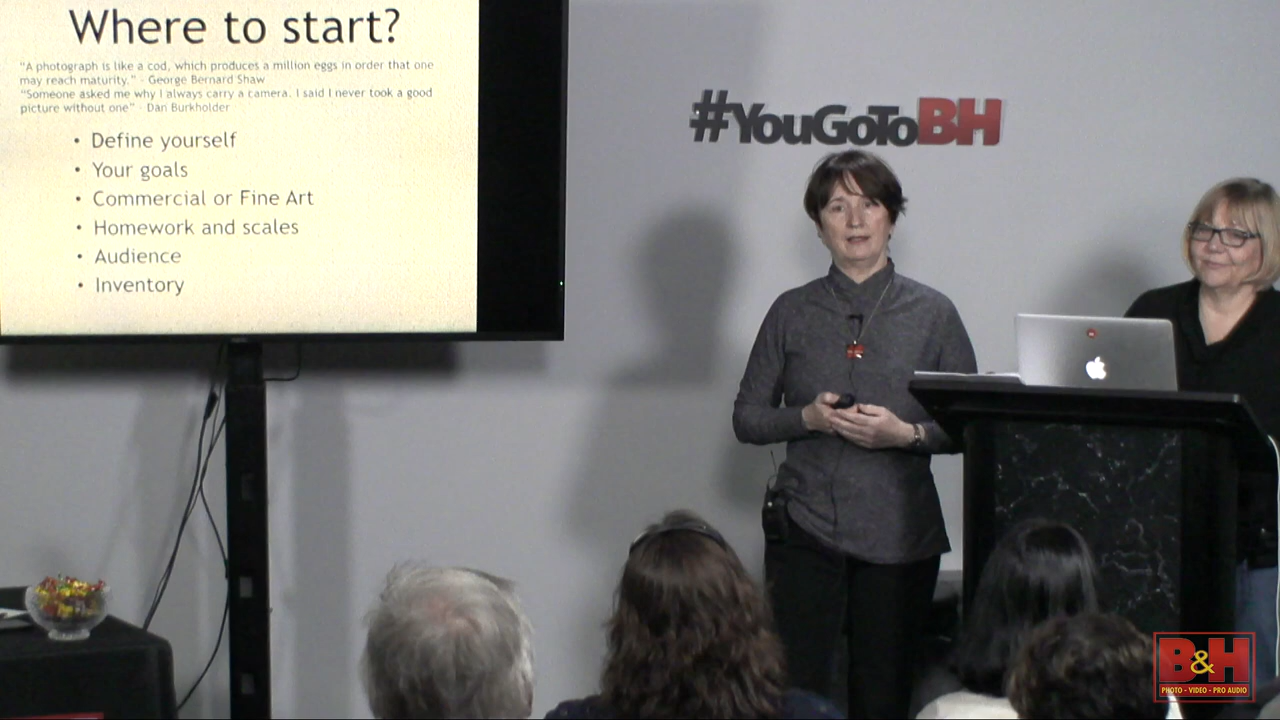 Where to start?
"A photograph is like a cod, which produces a million eggs in order that one
may reach maturity." - George Bernard Shaw
"Someone asked me why I always carry a camera. I said I never took a good
picture without one" - Dan Burkholder
• Define yourself
• Your goals
• Commercial or Fine Art
• Homework and scales
• Audience
• Inventory
#YouGoToBH
B&H
PHOTO - VIDEO - PRO AUDIO